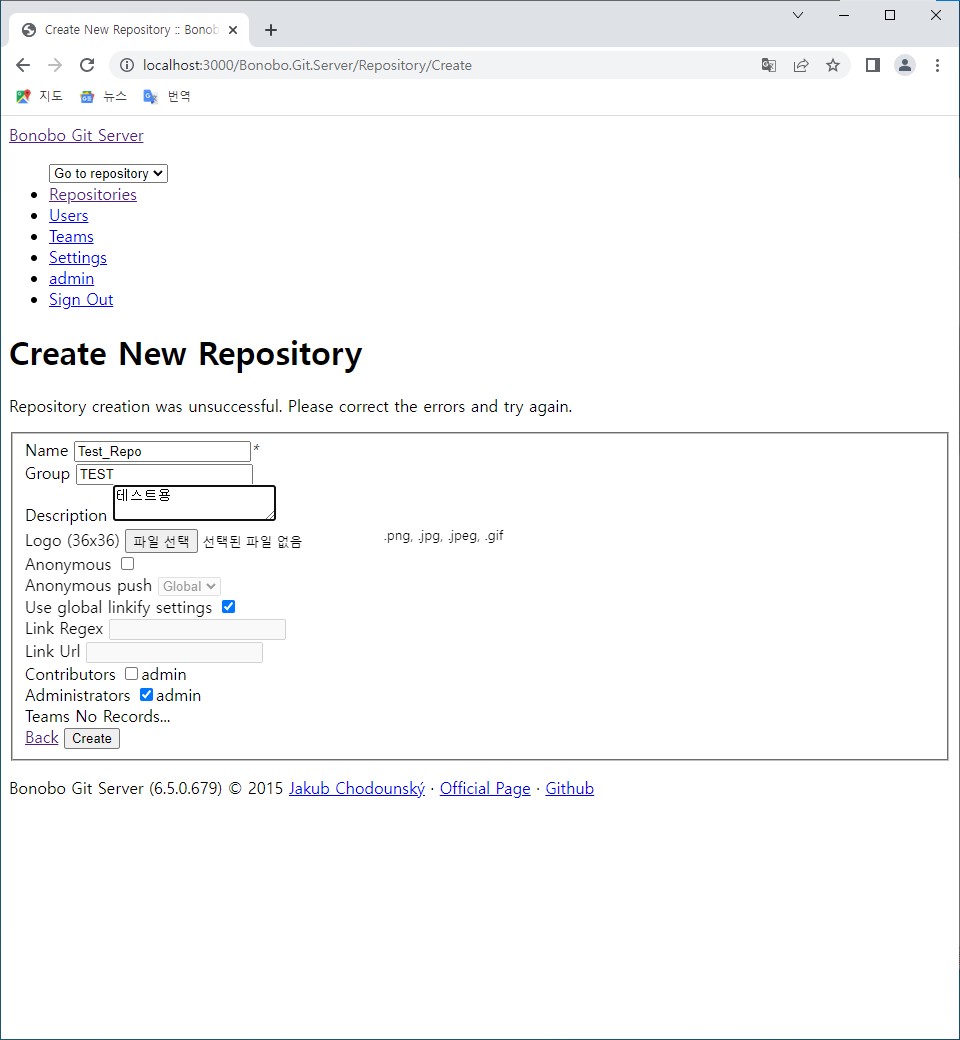 Create New Repository :: Bonob
localhost:3000/Bonobo.Git.Server/Repository/Create
지도 뉴스 번역
Bonobo Git Server
Go to repository
Repositories
Users
Teams
Settings
admin
Sign Out
Create New Repository
Repository creation was unsuccessful. Please correct the errors and try again.
Name Test_Repo *
Group TEST
Description 테스트용
Logo (36x36) 파일 선택 선택된 파일 없음 .png, .jpg, .jpeg, .gif
Anonymous
Anonymous push Global
Use global linkify settings
Link Regex
Link Url
Contributors admin
Administrators admin
Teams No Records...
Back Create
Bonobo Git Server (6.5.0.679) © 2015 Jakub Chodounský · Official Page · Github